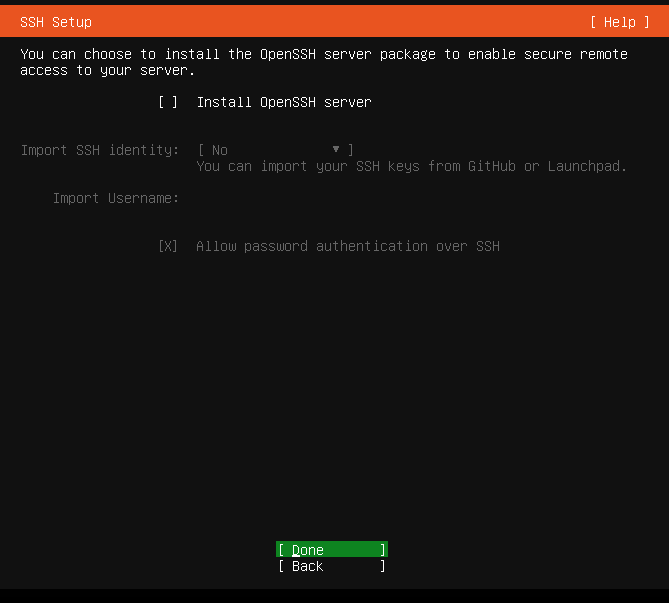 SSH Setup [ Help ]
You can choose to install the OpenSSH server package to enable secure remote
access to your server.
[ ] Install OpenSSH server
Import SSH identity: [ No ▼ ]
You can import your SSH keys from GitHub or Launchpad.
Import Username:
[X] Allow password authentication over SSH
[ Done ]
[ Back ]